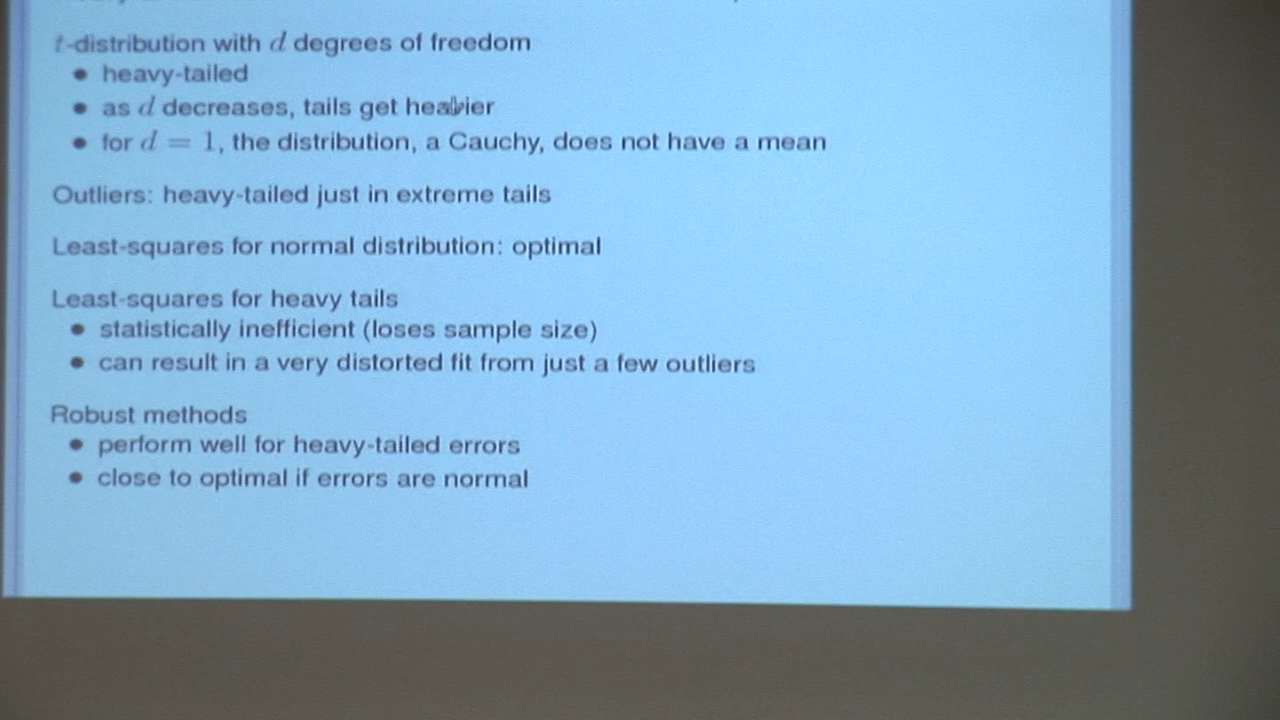 t-distribution with d degrees of freedom
• heavy-tailed
• as d decreases, tails get heavier
• for d = 1, the distribution, a Cauchy, does not have a mean
Outliers: heavy-tailed just in extreme tails
Least-squares for normal distribution: optimal
Least-squares for heavy tails
• statistically inefficient (loses sample size)
• can result in a very distorted fit from just a few outliers
Robust methods
• perform well for heavy-tailed errors
• close to optimal if errors are normal